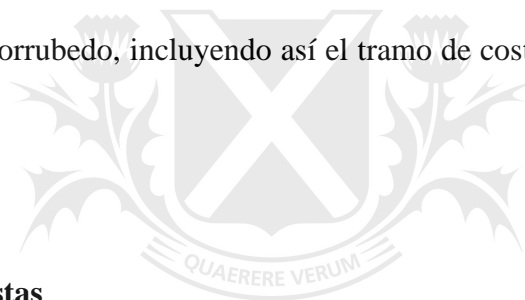 orrubedo, incluyendo así el tramo de cost
QUAERERE VERUM
stas